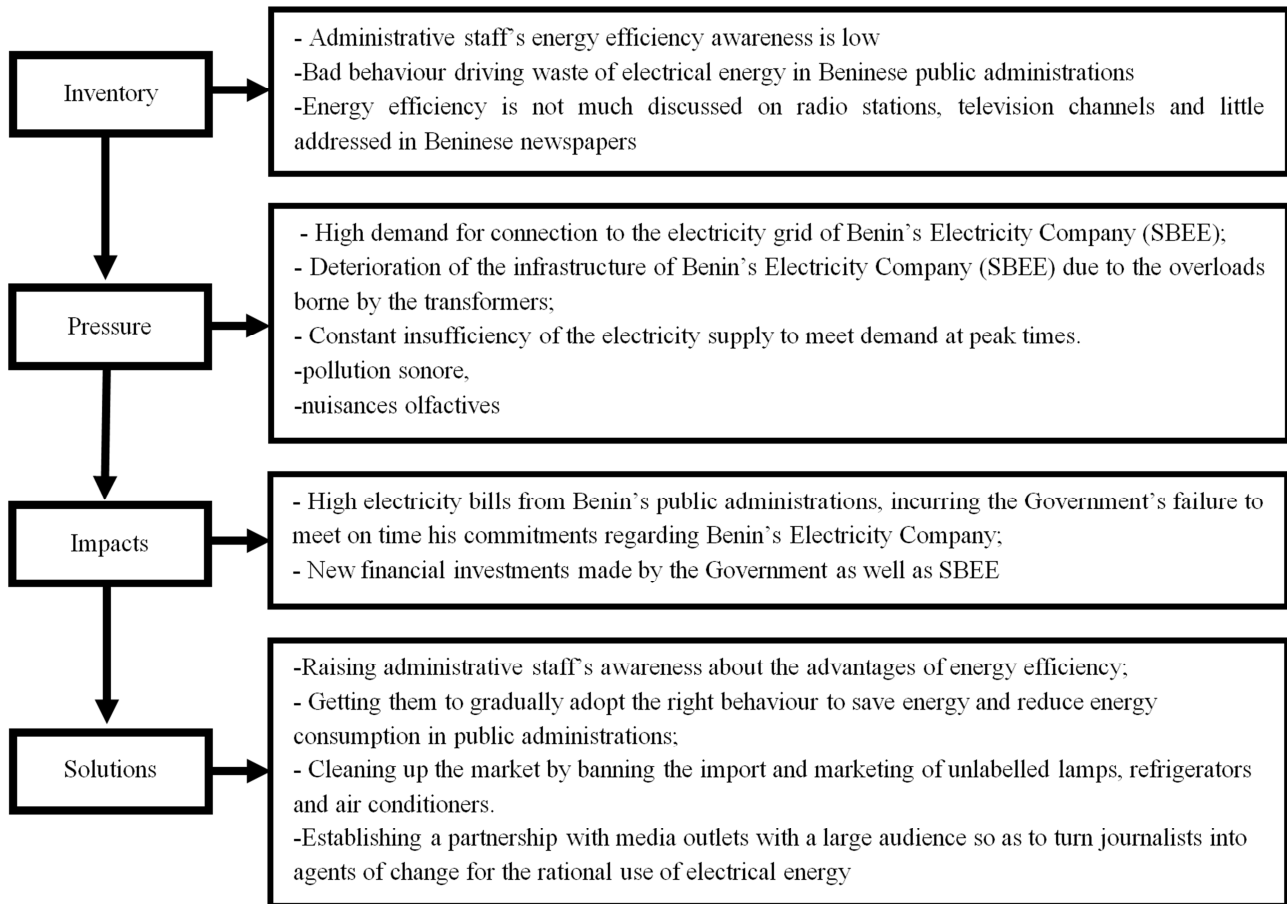 Inventory
- Administrative staff's energy efficiency awareness is low
-Bad behaviour driving waste of electrical energy in Beninese public administrations
-Energy efficiency is not much discussed on radio stations, television channels and little
addressed in Beninese newspapers
Pressure
- High demand for connection to the electricity grid of Benin's Electricity Company (SBEE);
- Deterioration of the infrastructure of Benin's Electricity Company (SBEE) due to the overloads
borne by the transformers;
- Constant insufficiency of the electricity supply to meet demand at peak times.
-pollution sonore,
-nuisances olfactives
Impacts
- High electricity bills from Benin's public administrations, incurring the Government's failure to
meet on time his commitments regarding Benin's Electricity Company;
- New financial investments made by the Government as well as SBEE
Solutions
-Raising administrative staff's awareness about the advantages of energy efficiency;
- Getting them to gradually adopt the right behaviour to save energy and reduce energy
consumption in public administrations;
- Cleaning up the market by banning the import and marketing of unlabelled lamps, refrigerators
and air conditioners.
-Establishing a partnership with media outlets with a large audience so as to turn journalists into
agents of change for the rational use of electrical energy